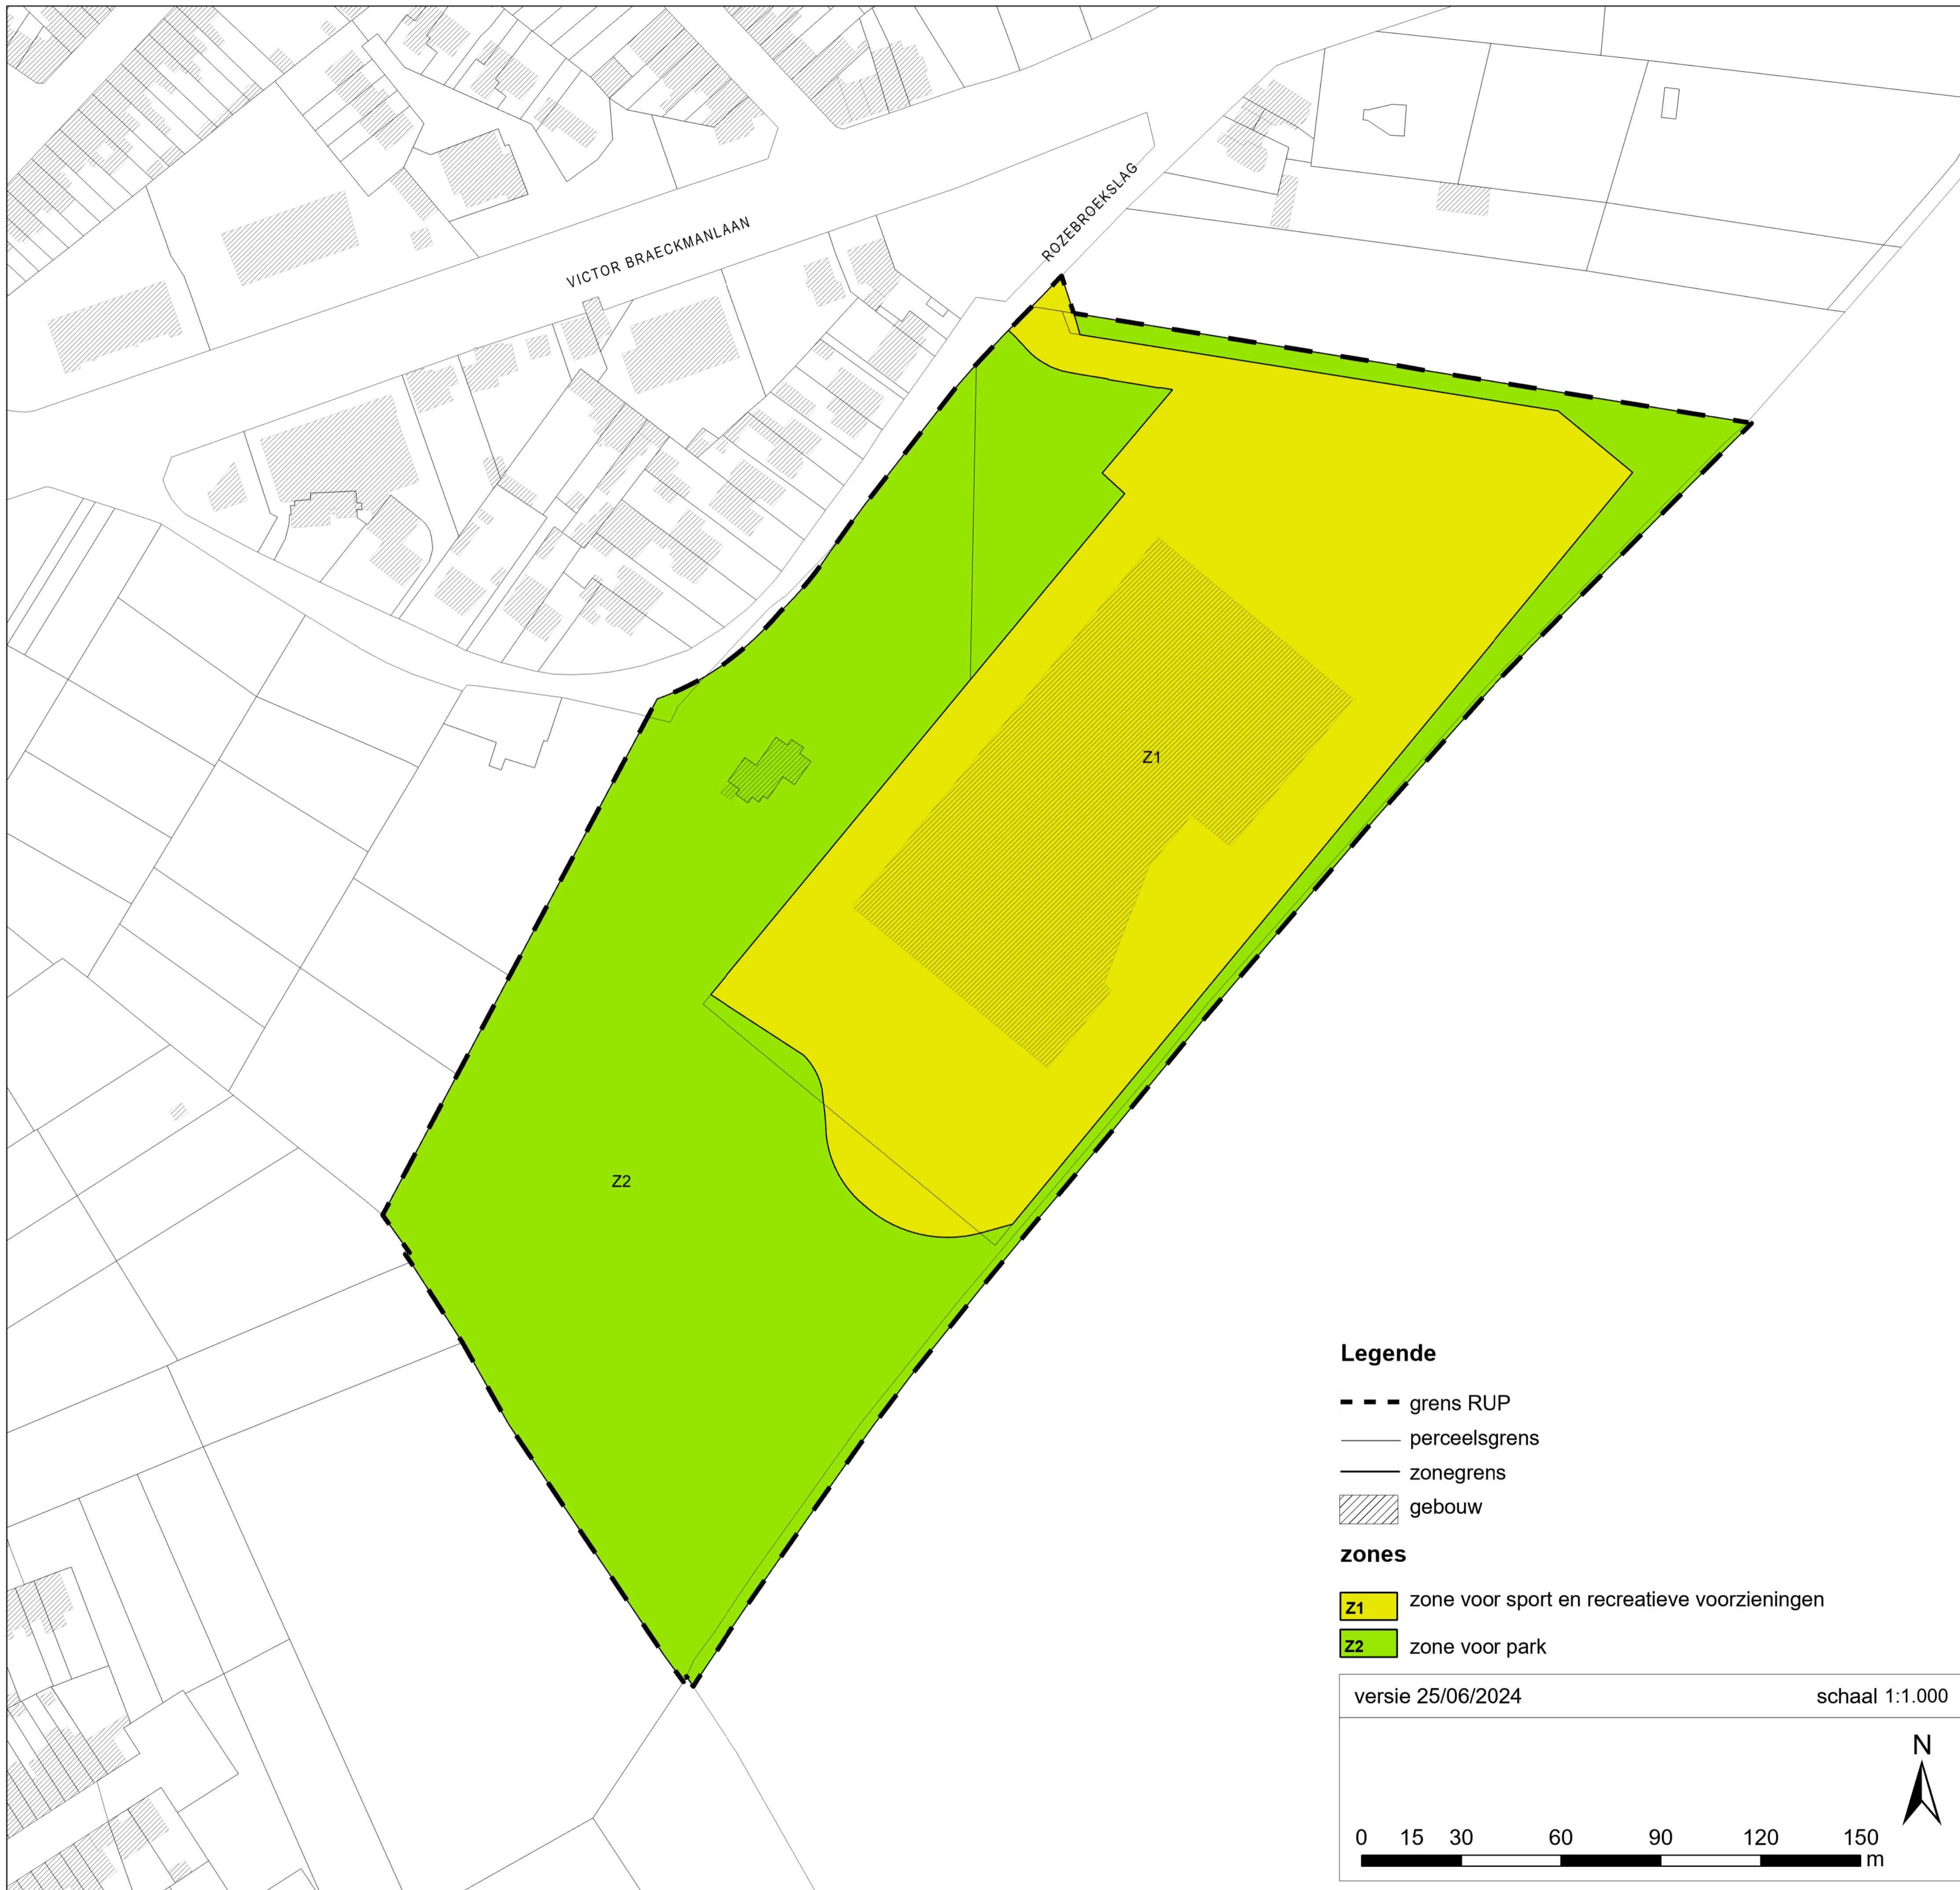 VICTOR BRAECKMANLAAN
ROZEBROEKSLAG
Z1
Z2
Legende
grens RUP
perceelsgrens
zonegrens
gebouw
zones
Z1 zone voor sport en recreatieve voorzieningen
Z2 zone voor park
versie 25/06/2024 schaal 1:1.000
N
0 15 30 60 90 120 150
m